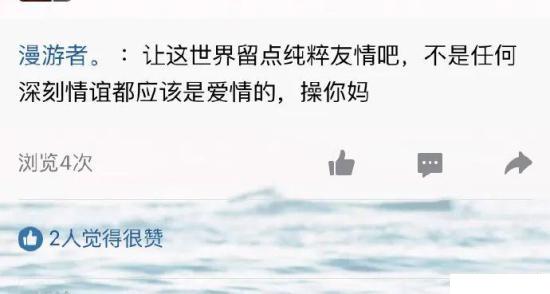 漫游者。：让这世界留点纯粹友情吧，不是任何
深刻情谊都应该是爱情的，操你妈
浏览4次
2人觉得很赞